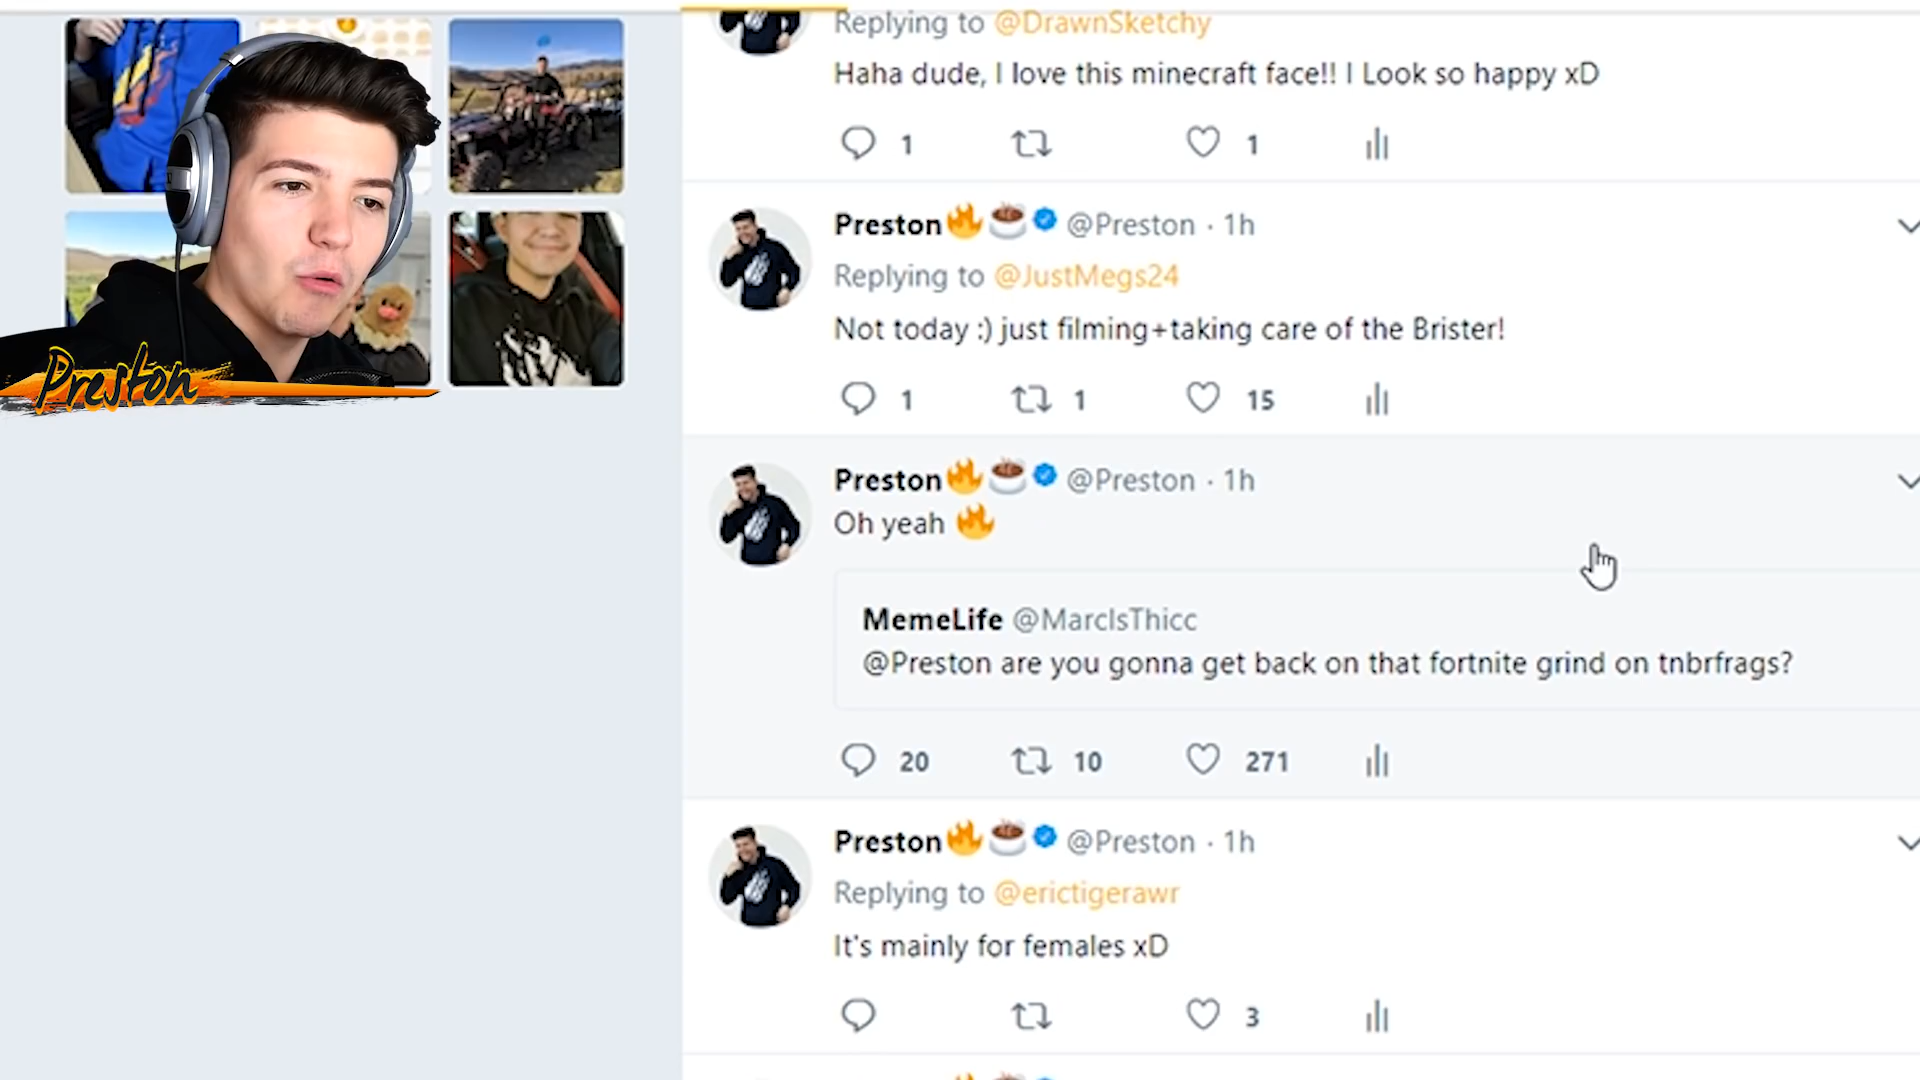 Replying to @DrawnSketchy
Haha dude, I love this minecraft face!! I Look so happy xD
1 1
Preston🔥☕ @Preston · 1h
Replying to @JustMegs24
Not today :) just filming+taking care of the Brister!
1 1 15
Preston
Preston🔥☕ @Preston · 1h
Oh yeah 🔥
MemeLife @MarcIsThicc
@Preston are you gonna get back on that fortnite grind on tnbrfrags?
20 10 271
Preston🔥☕ @Preston · 1h
Replying to @erictigerawr
It's mainly for females xD
3